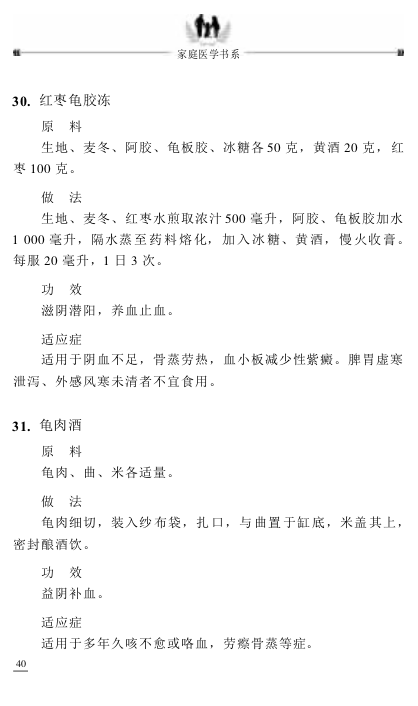 家庭医学书系
30. 红枣龟胶冻
原 料
生地、麦冬、阿胶、龟板胶、冰糖各50 克，黄酒 20 克，红
枣 100 克。
做 法
生地、麦冬、红枣水煎取浓汁 500 毫升，阿胶、龟板胶加水
1 000 毫升，隔水蒸至药料熔化，加入冰糖、黄酒，慢火收膏。
每服 20 毫升，1 日 3 次。
功 效
滋阴潜阳，养血止血。
适应症
适用于阴血不足，骨蒸劳热，血小板减少性紫癜。脾胃虚寒
泄泻、外感风寒未清者不宜食用。
31. 龟肉酒
原 料
龟肉、曲、米各适量。
做 法
龟肉细切，装入纱布袋，扎口，与曲置于缸底，米盖其上，
密封酿酒饮。
功 效
益阴补血。
适应症
适用于多年久咳不愈或咯血，劳瘵骨蒸等症。
40